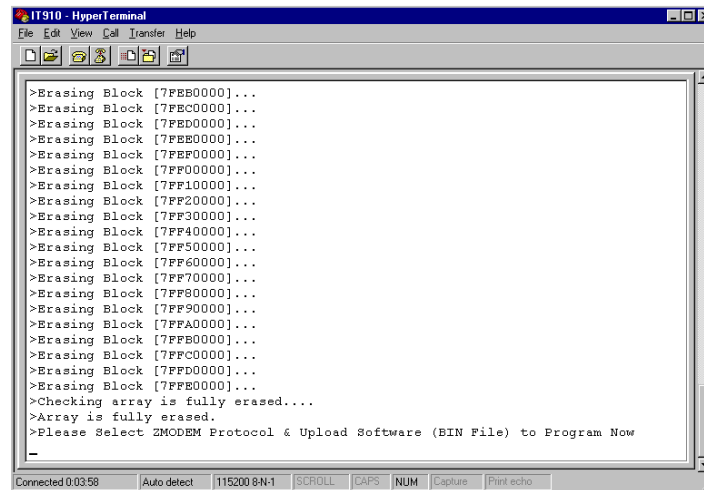 IT910 - HyperTerminal
File Edit View Call Transfer Help
>Erasing Block [7FEB0000]...
>Erasing Block [7FEC0000]...
>Erasing Block [7FED0000]...
>Erasing Block [7FEE0000]...
>Erasing Block [7FEF0000]...
>Erasing Block [7FF00000]...
>Erasing Block [7FF10000]...
>Erasing Block [7FF20000]...
>Erasing Block [7FF30000]...
>Erasing Block [7FF40000]...
>Erasing Block [7FF50000]...
>Erasing Block [7FF60000]...
>Erasing Block [7FF70000]...
>Erasing Block [7FF80000]...
>Erasing Block [7FF90000]...
>Erasing Block [7FFA0000]...
>Erasing Block [7FFB0000]...
>Erasing Block [7FFC0000]...
>Erasing Block [7FFD0000]...
>Erasing Block [7FFE0000]...
>Checking array is fully erased....
>Array is fully erased.
>Please Select ZMODEM Protocol & Upload Software (BIN File) to Program Now
Connected 0:03:58 Auto detect 115200 8-N-1 SCROLL CAPS NUM Capture Print echo